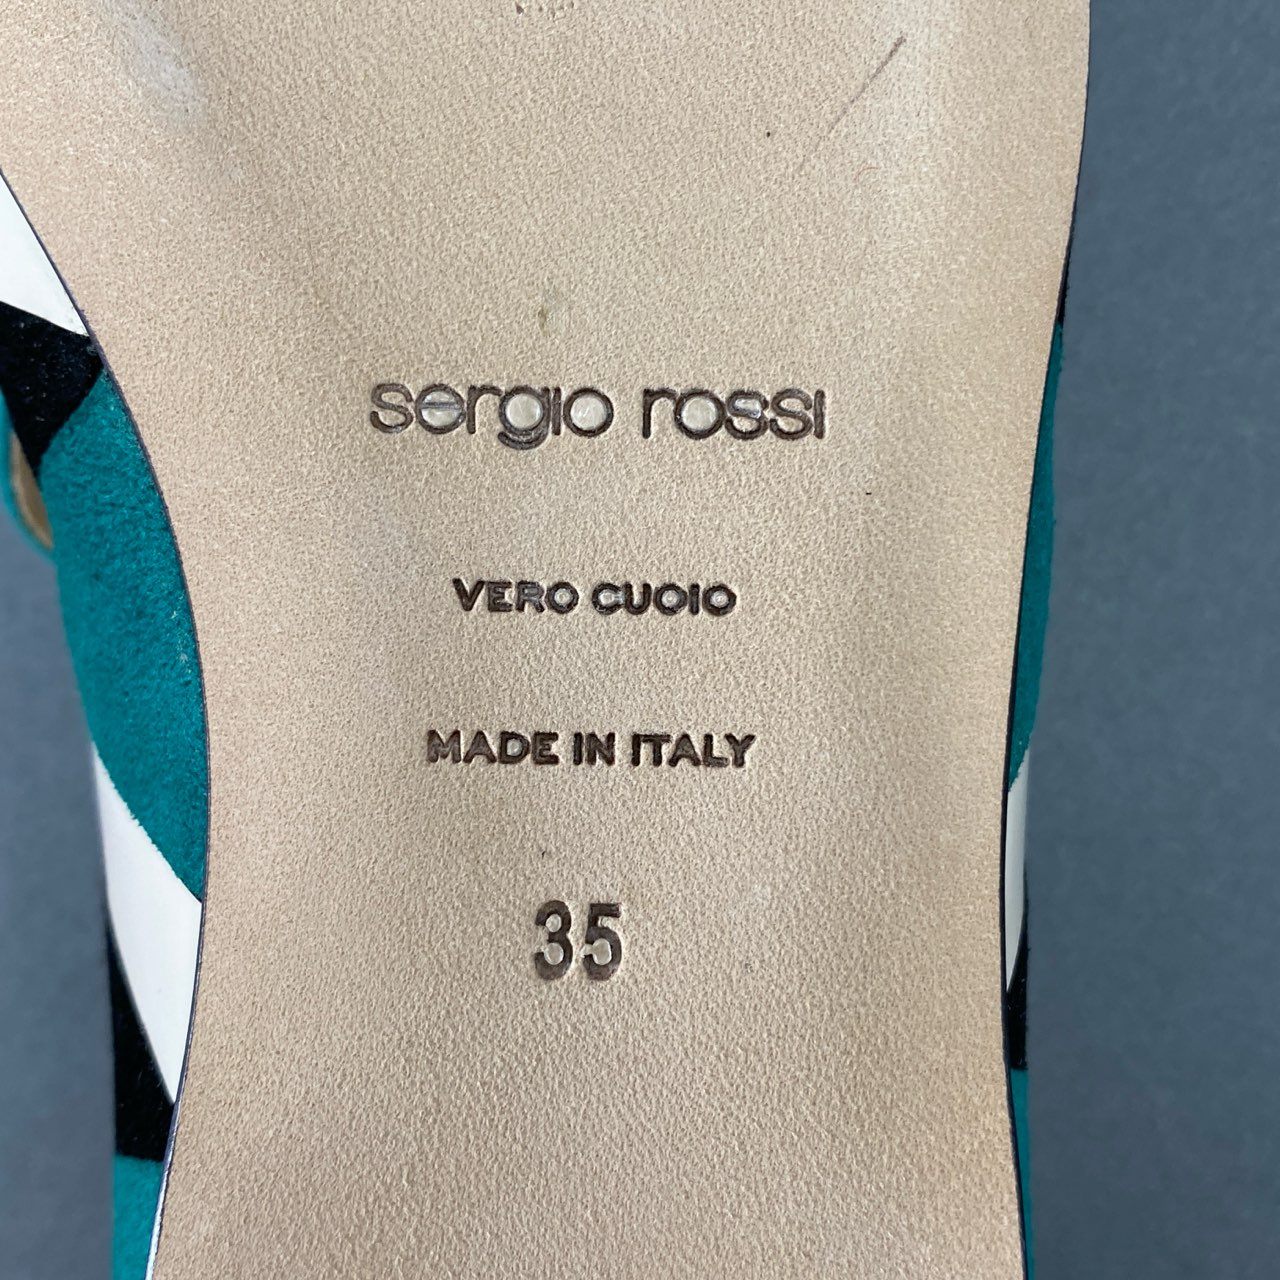 sergio rossi
VERO CUOIO
MADE IN ITALY
35